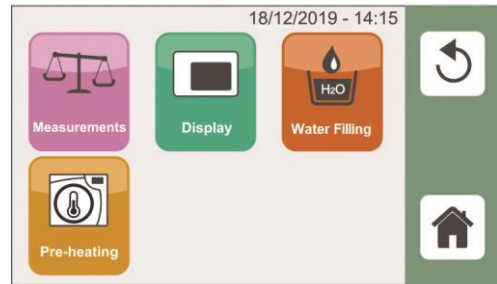 18/12/2019 - 14:15
Measurements
Display
H2O
Water Filling
Pre-heating